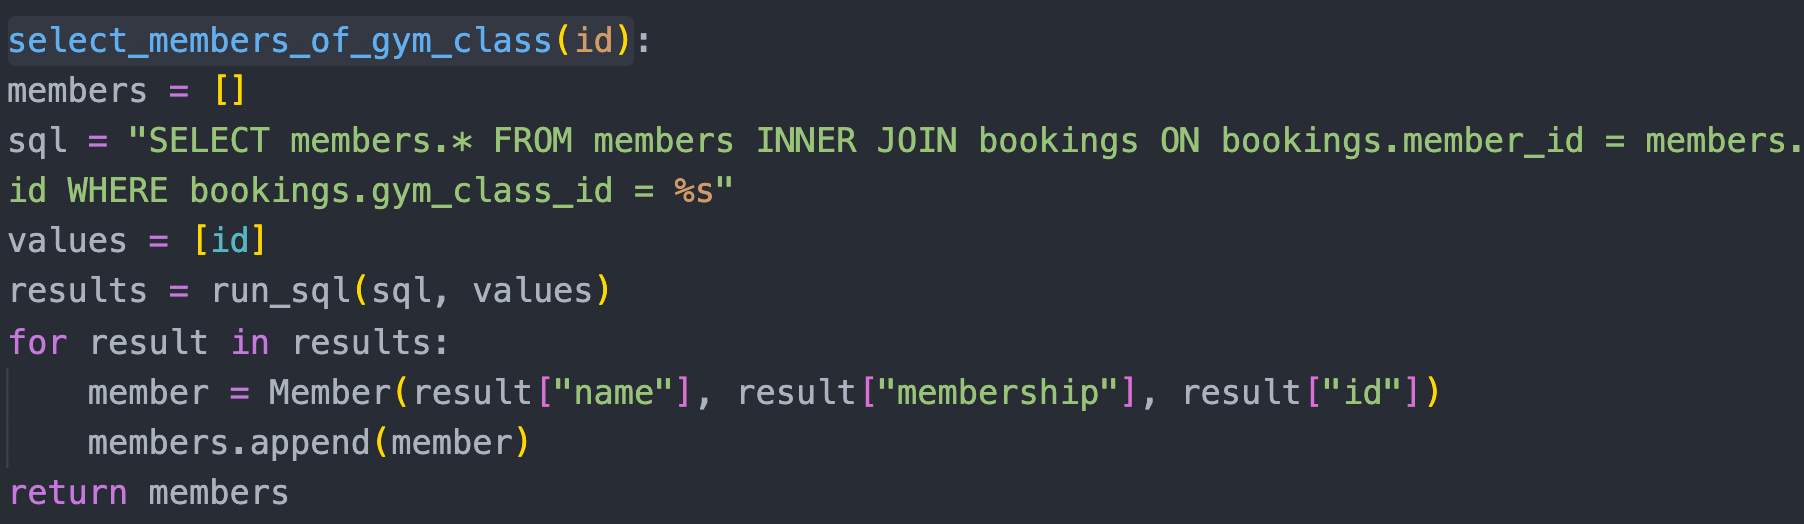 select_members_of_gym_class(id):
members = []
sql = "SELECT members.* FROM members INNER JOIN bookings ON bookings.member_id = members.
id WHERE bookings.gym_class_id = %s"
values = [id]
results = run_sql(sql, values)
for result in results:
    member = Member(result["name"], result["membership"], result["id"])
    members.append(member)
return members